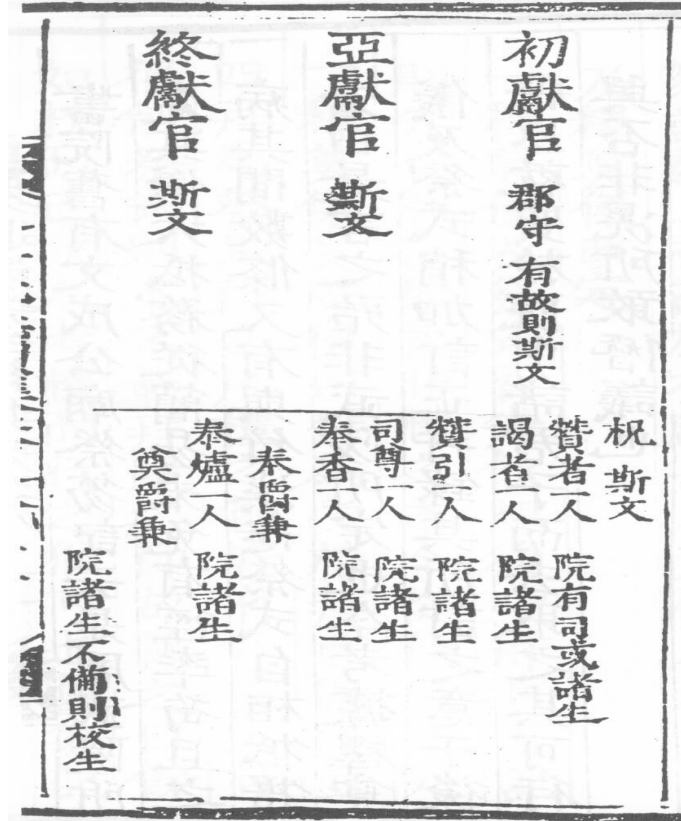 初獻官 郡守 有故則斯文
亞獻官 斯文
終獻官 斯文
祝 斯文
贊者一人 院有司或諸生
謁者一人 院諸生
贊引一人 院諸生
司尊一人 院諸生
奉香一人 院諸生
奉爵兼
奉爐一人 院諸生
奠爵兼
院諸生不備則校生